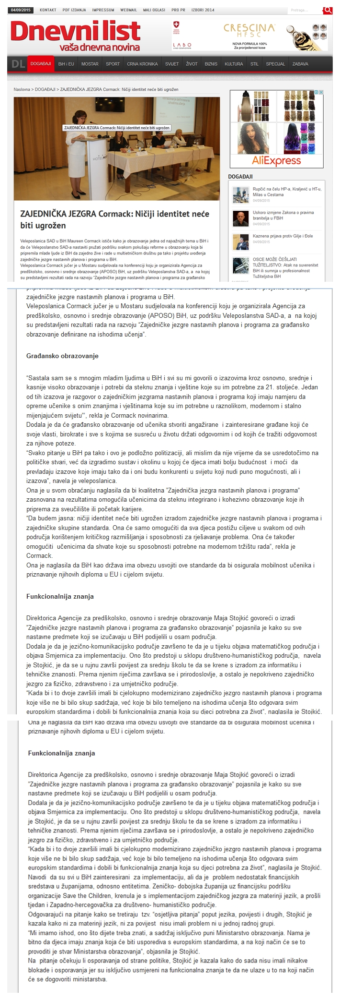 04/09/2015 KONTAKT PDF IZDANJA IMPRESSUM WEBMAIL MALI OGLASI PRO PR IZBORI 2014 Pretraga...
Dnevni list
vaša dnevna novina
LABO
CRESCINA
HFSC
NOVA FORMULA 100%
Za prorijeđenost kose
DL DOGAĐAJI BiH i EU MOSTAR SPORT CRNA KRONIKA SVIJET ŽIVOT BIZNIS KULTURA STIL SPECIJAL ZABAVA
Naslovna > DOGAĐAJI > ZAJEDNIČKA JEZGRA Cormack: Ničiji identitet neće biti ugrožen
ZAJEDNIČKA JEZGRA Cormack: Ničiji identitet neće biti ugrožen
HOTEL
ZAJEDNIČKA JEZGRA Cormack: Ničiji identitet neće
biti ugrožen
Veleposlanica SAD u BiH Maureen Cormack ističe kako je obrazovanje jedna od najvažnijih tema u BiH i
da će Veleposlanstvo SAD-a nastaviti pružati podršku svakom pokušaju reforme u obrazovanju koja bi
pripremila mlade ljude iz BiH da zajedno žive i rade u multietničkom društvu pa tako i projektu uvođenja
zajedničke jezgre nastavnih planova i programa u BiH.
Veleposlanica Cormack jučer je u Mostaru sudjelovala na konferenciji koju je organizirala Agencija za
predškolsko, osnovno i srednje obrazovanje (APOSO) BiH, uz podršku Veleposlanstva SAD-a, a na kojoj
su predstavljeni rezultati rada na razvoju “Zajedničke jezgre nastavnih planova i programa za građansko
AliExpress
DOGAĐAJI
Rupčić na čelu HP-a, Kraljević u HT-u,
Milas u Cestama
04/09/2015
Uskoro izmjene Zakona o pravima
branitelja u FBiH
04/09/2015
Kaznena prijava protiv Gilje i Đole
04/09/2015
OSCE MOŽE ČEŠLJATI
TUŽITELJSTVO: Atak na suverenitet
BiH ili sumnja u profesionalnost
Tužiteljstva BiH
pripremila mlade ljude iz BiH da zajedno žive i rade u multietničkom društvu pa tako i projektu uvođenja
zajedničke jezgre nastavnih planova i programa u BiH.
Veleposlanica Cormack jučer je u Mostaru sudjelovala na konferenciji koju je organizirala Agencija za
predškolsko, osnovno i srednje obrazovanje (APOSO) BiH, uz podršku Veleposlanstva SAD-a, a na kojoj
su predstavljeni rezultati rada na razvoju “Zajedničke jezgre nastavnih planova i programa za građansko
obrazovanje definirane na ishodima učenja”.
Građansko obrazovanje
“Sastala sam se s mnogim mladim ljudima u BiH i svi su mi govorili o izazovima kroz osnovno, srednje i
kasnije visoko obrazovanje i potrebi da steknu znanja i vještine koje su im potrebne za 21. stoljeće. Jedan
od tih izazova je razgovor o zajedničkim jezgrama nastavnih planova i programa koji imaju namjeru da
opreme učenike s onim znanjima i vještinama koje su im potrebne u raznolikom, modernom i stalno
mijenjajućem svijetu”’, rekla je Cormack novinarima.
Dodala je da će građansko obrazovanje od učenika stvoriti angažirane i zainteresirane građane koji će
svoje vlasti, birokrate i sve s kojima se susreću u životu držati odgovornim i od kojih će tražiti odgovornost
za njihove poteze.
“Svako pitanje u BiH pa tako i ovo je podložno politizaciji, ali mislim da nije vrijeme da se usredotočimo na
političke stvari, već da izgradimo sustav i okolinu u kojoj će djeca imati bolju budućnost i moći da
prevladaju izazove koje imaju tako da i oni budu konkurenti u svijetu koji nudi puno mogućnosti, ali i
izazova”, navela je veleposlanica.
Ona je u svom obraćanju naglasila da bi kvalitetna ”Zajednička jezgra nastavnih planova i programa”
zasnovana na rezultatima omogućila učenicima da steknu integrirano i kohezivno obrazovanje koje ih
priprema za sveučilište ili početak karijere.
“Da budem jasna: ničiji identitet neće biti ugrožen izradom zajedničke jezgre nastavnih planova i programa i
zajedničke skupine standarda. Ona će samo omogućiti da sva djeca postižu ciljeve u svakom od ovih
područja korištenjem kritičkog razmišljanja i sposobnosti za rješavanje problema. Ona će također
omogućiti učenicima da shvate koje su sposobnosti potrebne na modernom tržištu rada”, rekla je
Cormack.
Ona je naglasila da BiH kao država ima obvezu usvojiti ove standarde da bi osigurala mobilnost učenika i
priznavanje njihovih diploma u EU i cijelom svijetu.
Funkcionalnija znanja
Direktorica Agencije za predškolsko, osnovno i srednje obrazovanje Maja Stojkić govoreći o izradi
”Zajedničke jezgre nastavnih planova i programa za građansko obrazovanje” pojasnila je kako su sve
nastavne predmete koji se izučavaju u BiH podijelili u osam područja.
Dodala je da je jezično-komunikacijsko područje završeno te da je u tijeku objava matematičkog područja i
objava Smjernica za implementaciju. Ono što predstoji u sklopu društveno-humanističkog područja, navela
je Stojkić, je da se u rujnu završi povijest za srednju školu te da se krene s izradom za informatiku i
tehničke znanosti. Prema njenim riječima završava se i prirodoslovlje, a ostalo je nepokriveno zajedničko
jezgro za fizičko, zdravstveno i za umjetničko područje.
“Kada bi i to dvoje završili imali bi cjelokupno modernizirano zajedničko jezgro nastavnih planova i programa
koje više ne bi bilo skup sadržaja, već koje bi bilo temeljeno na ishodima učenja što odgovara svim
europskim standardima i dobili bi funkcionalnija znanja koja su djeci potrebna za život”, naglasila je Stojkić.
Ona je naglasila da BiH kao država ima obvezu usvojiti ove standarde da bi osigurala mobilnost učenika i
priznavanje njihovih diploma u EU i cijelom svijetu.
Funkcionalnija znanja
Direktorica Agencije za predškolsko, osnovno i srednje obrazovanje Maja Stojkić govoreći o izradi
”Zajedničke jezgre nastavnih planova i programa za građansko obrazovanje” pojasnila je kako su sve
nastavne predmete koji se izučavaju u BiH podijelili u osam područja.
Dodala je da je jezično-komunikacijsko područje završeno te da je u tijeku objava matematičkog područja i
objava Smjernica za implementaciju. Ono što predstoji u sklopu društveno-humanističkog područja, navela
je Stojkić, je da se u rujnu završi povijest za srednju školu te da se krene s izradom za informatiku i
tehničke znanosti. Prema njenim riječima završava se i prirodoslovlje, a ostalo je nepokriveno zajedničko
jezgro za fizičko, zdravstveno i za umjetničko područje.
“Kada bi i to dvoje završili imali bi cjelokupno modernizirano zajedničko jezgro nastavnih planova i programa
koje više ne bi bilo skup sadržaja, već koje bi bilo temeljeno na ishodima učenja što odgovara svim
europskim standardima i dobili bi funkcionalnija znanja koja su djeci potrebna za život”, naglasila je Stojkić.
Navodi da su svi u BiH zainteresirani za implementaciju, ali da je problem nedostatak financijskih
sredstava u županijama, odnosno entitetima. Zeničko- dobojska županija uz financijsku podršku
organizacije Save the Children, krenula je s implementacijom zajedničkog jezgra za materinji jezik, a prošli
tjedan i Zapadno-hercegovačka za društveno- humanističko područje.
Odgovarajući na pitanje kako se tretiraju tzv. “osjetljiva pitanja” poput jezika, povijesti i drugih, Stojkić je
kazala kako ni za materinji jezik, ni za povijest nisu imali problem ni u jednoj radnoj grupi.
“Mi imamo ishod, ono što dijete treba znati, a sadržaj isključivo puni Ministarstvo obrazovanja. Nama je
bitno da djeca imaju znanja koja će biti usporediva s europskim standardima, a na koji način će se to
provoditi je stvar Ministarstva obrazovanja”, objasnila je Stojkić.
Na pitanje očekuju li osporavanja od strane politike, Stojkić je kazala kako do sada nisu imali nikakve
blokade i osporavanja jer su isključivo usmjereni na funkcionalna znanja te da ne ulaze u to na koji način
će se dogovoriti ministarstva.